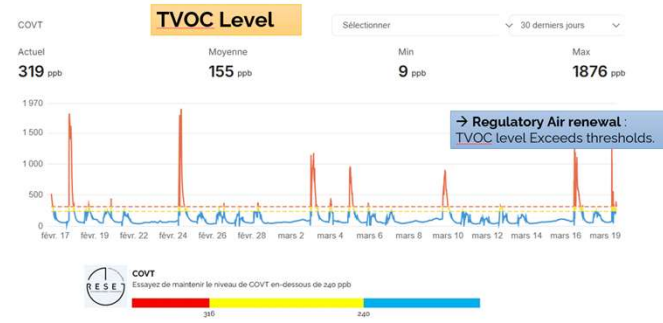 TVOC Level
COVT
Sélectionner
30 derniers jours
Actuel
Moyenne
Min
Max
319 ppb
155 ppb
9 ppb
1876 ppb
1 970
1 500
1 000
500
0
→ Regulatory Air renewal :
TVOC level Exceeds thresholds.
févr. 17 févr. 19 févr. 22 févr. 24 févr. 26 févr. 28 mars 2 mars 4 mars 6 mars 8 mars 10 mars 12 mars 14 mars 16 mars 19
RESET
COVT
Essayez de maintenir le niveau de COVT en-dessous de 240 ppb
316
240